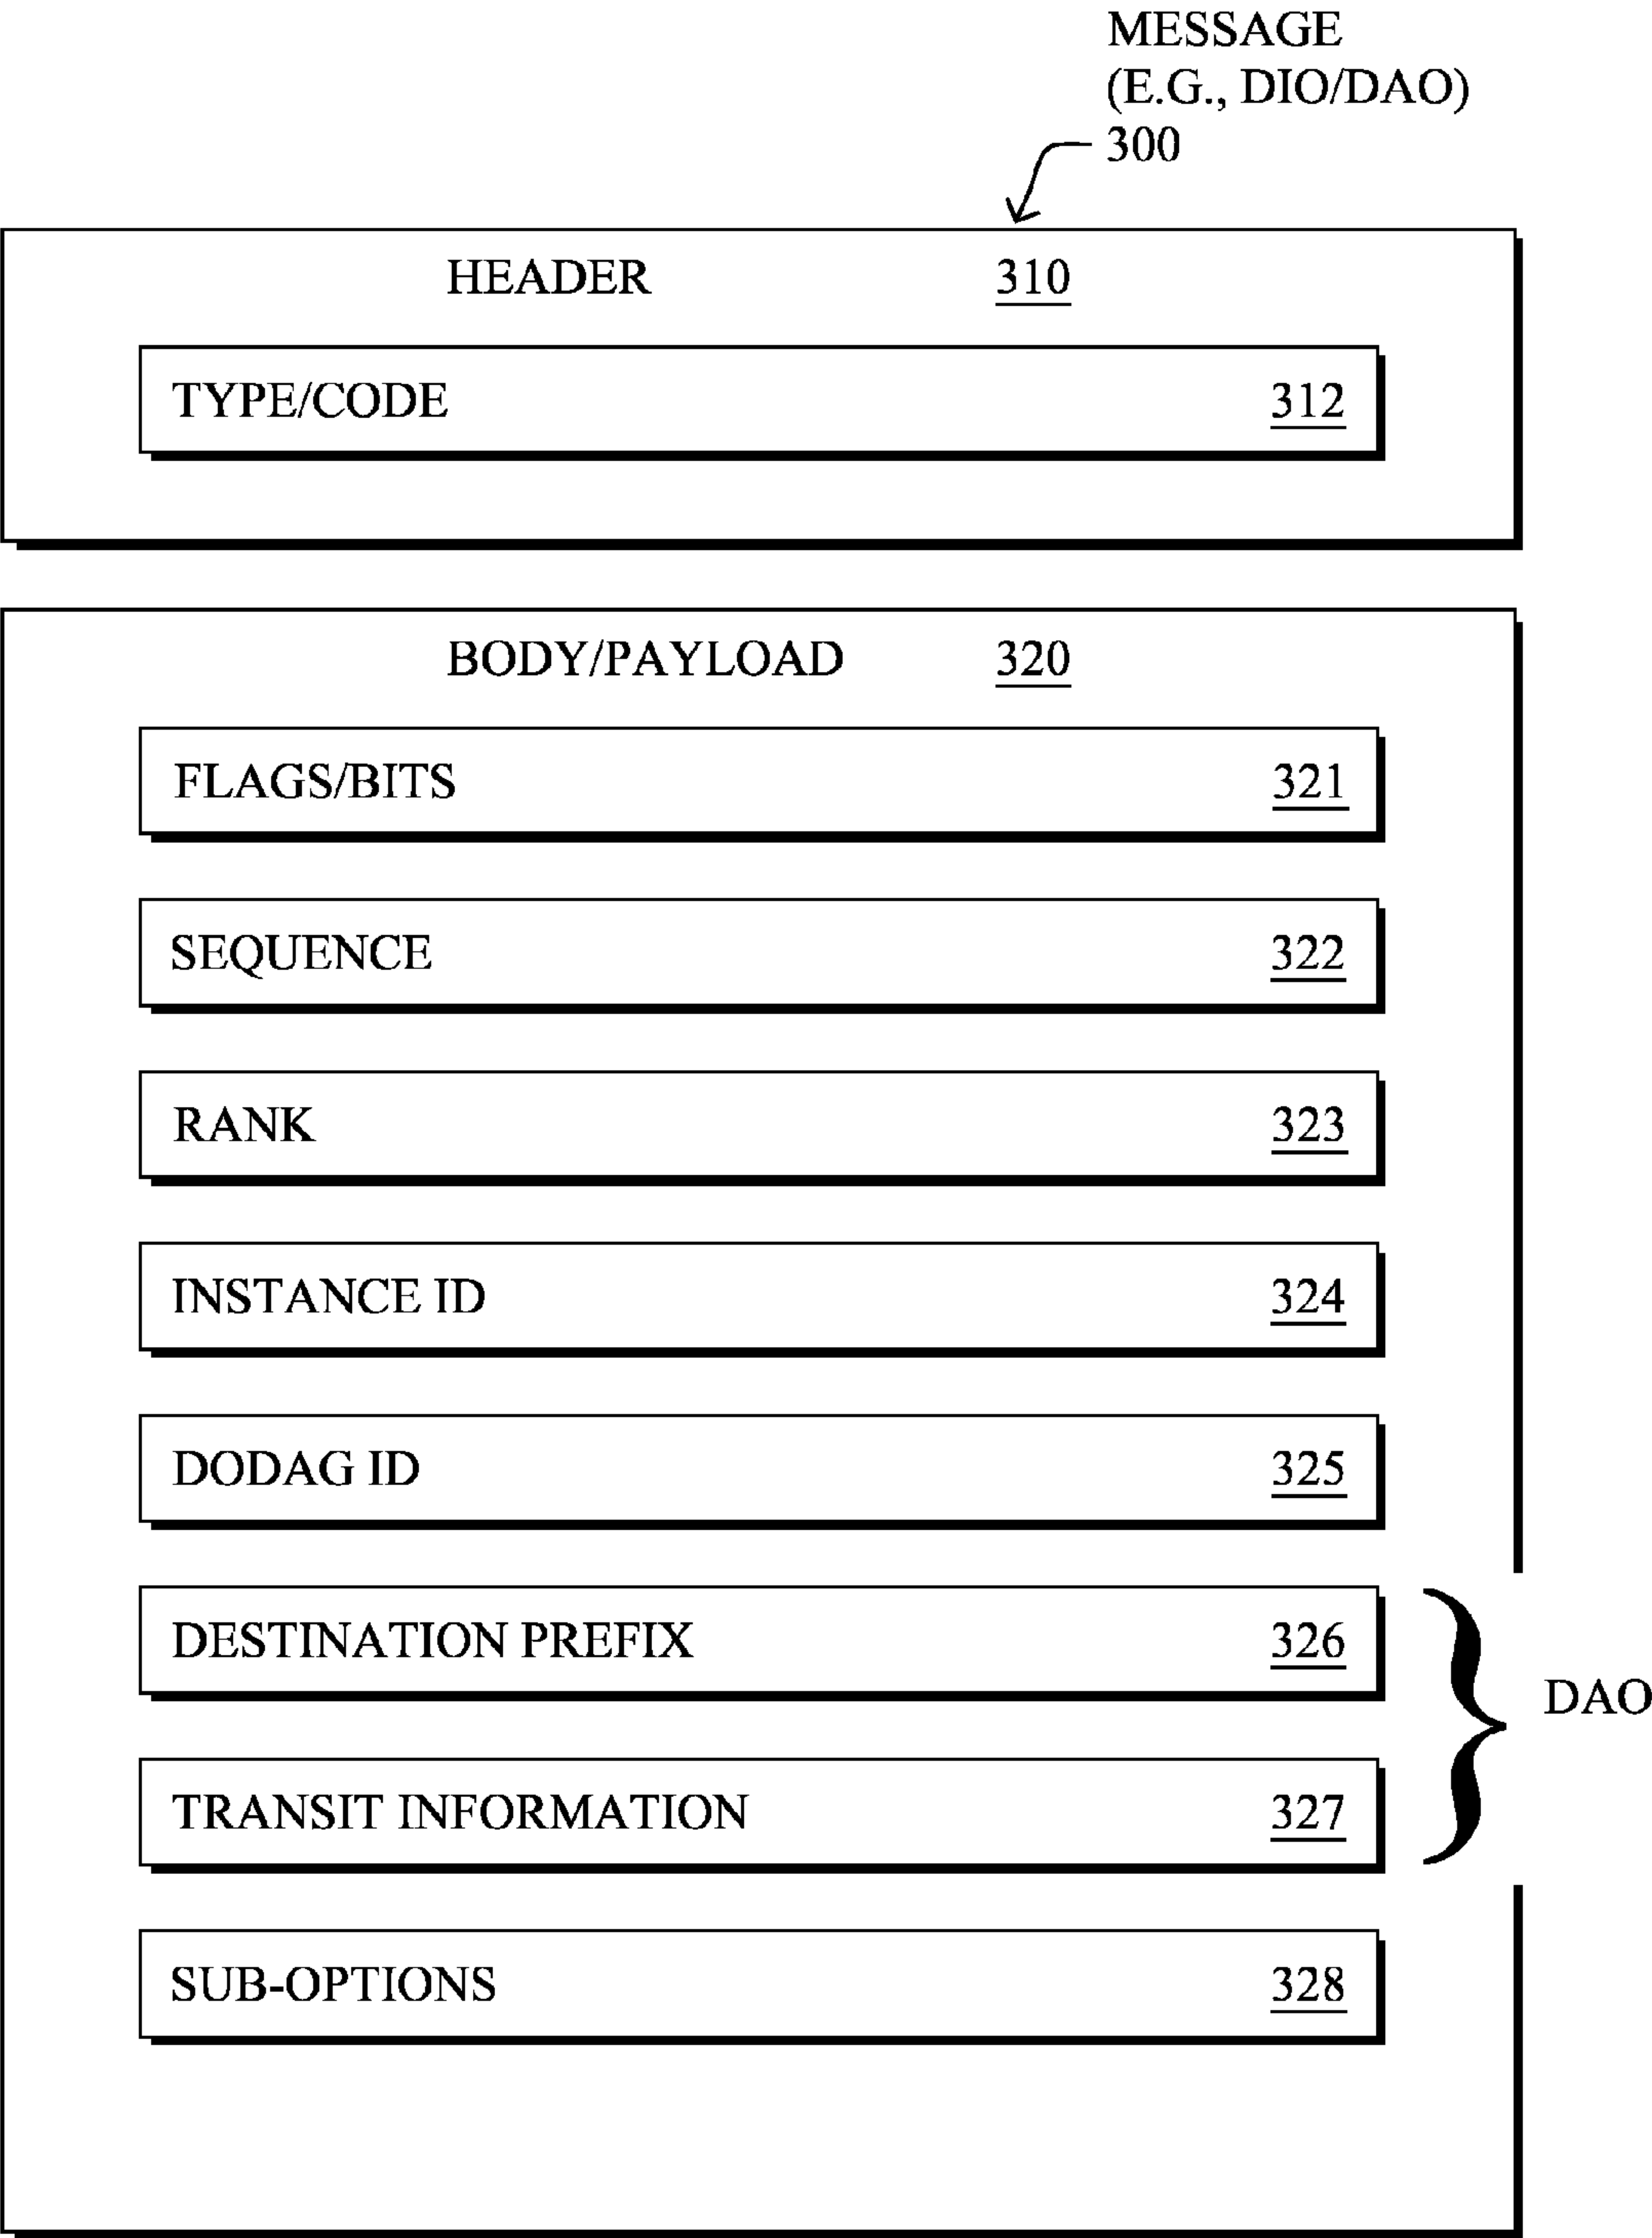 MESSAGE
(E.G., DIO/DAO)
300
HEADER 310
TYPE/CODE 312
BODY/PAYLOAD 320
FLAGS/BITS 321
SEQUENCE 322
RANK 323
INSTANCE ID 324
DODAG ID 325
DESTINATION PREFIX 326
DAO
TRANSIT INFORMATION 327
SUB-OPTIONS 328